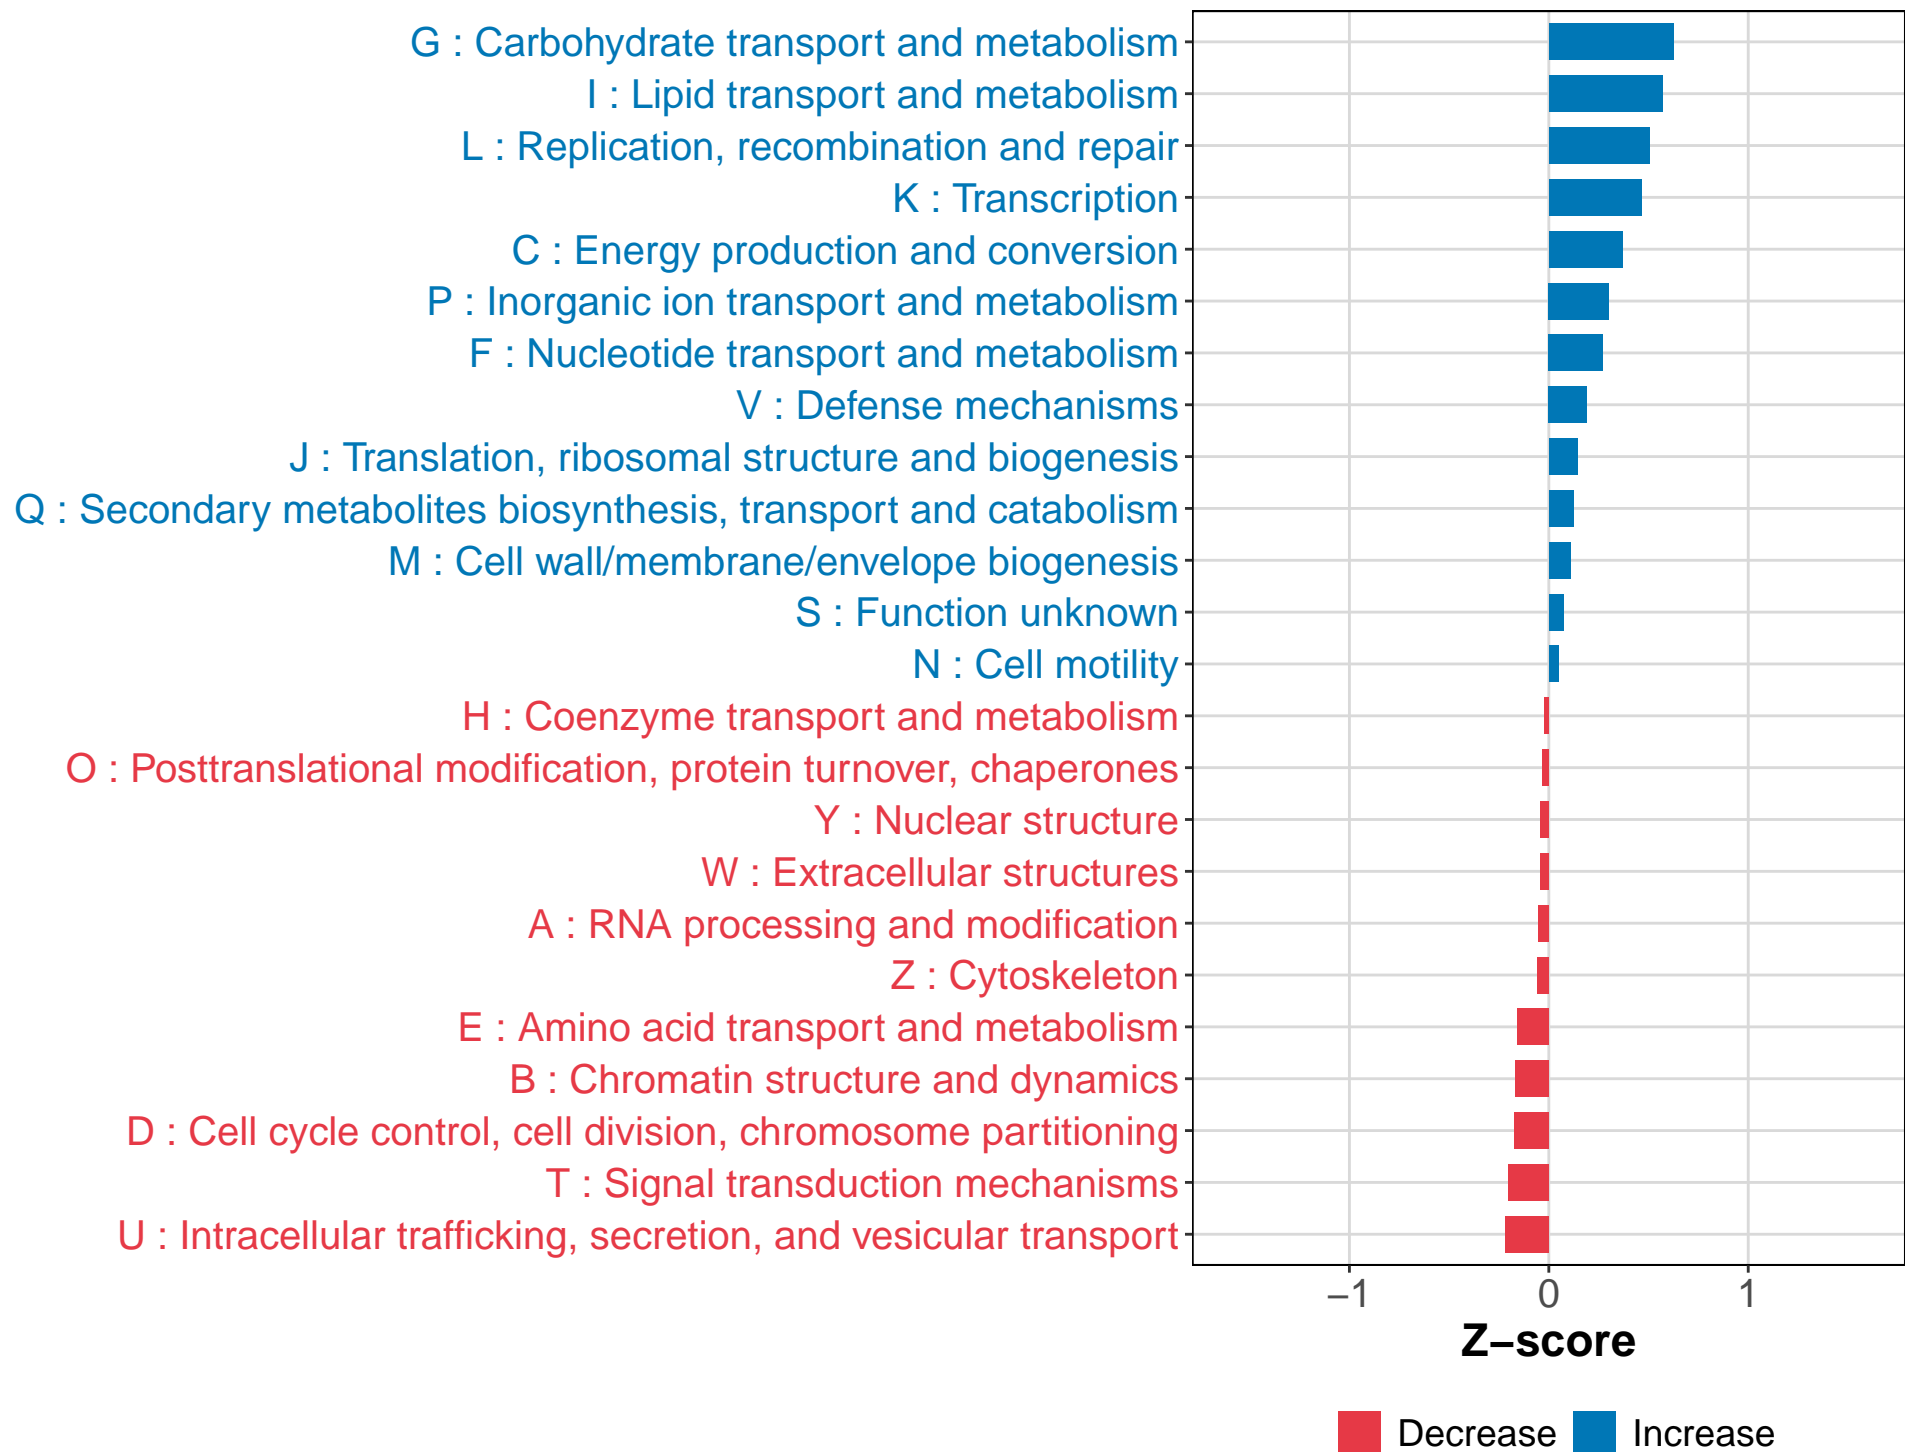 G : Carbohydrate transport and metabolism
I : Lipid transport and metabolism
L : Replication, recombination and repair
K : Transcription
C : Energy production and conversion
P : Inorganic ion transport and metabolism
F : Nucleotide transport and metabolism
V : Defense mechanisms
J : Translation, ribosomal structure and biogenesis
Q : Secondary metabolites biosynthesis, transport and catabolism
M : Cell wall/membrane/envelope biogenesis
S : Function unknown
N : Cell motility
H : Coenzyme transport and metabolism
O : Posttranslational modification, protein turnover, chaperones
Y : Nuclear structure
W : Extracellular structures
A : RNA processing and modification
Z : Cytoskeleton
E : Amino acid transport and metabolism
B : Chromatin structure and dynamics
D : Cell cycle control, cell division, chromosome partitioning
T : Signal transduction mechanisms
U : Intracellular trafficking, secretion, and vesicular transport
−1 0 1
Z−score
Decrease Increase